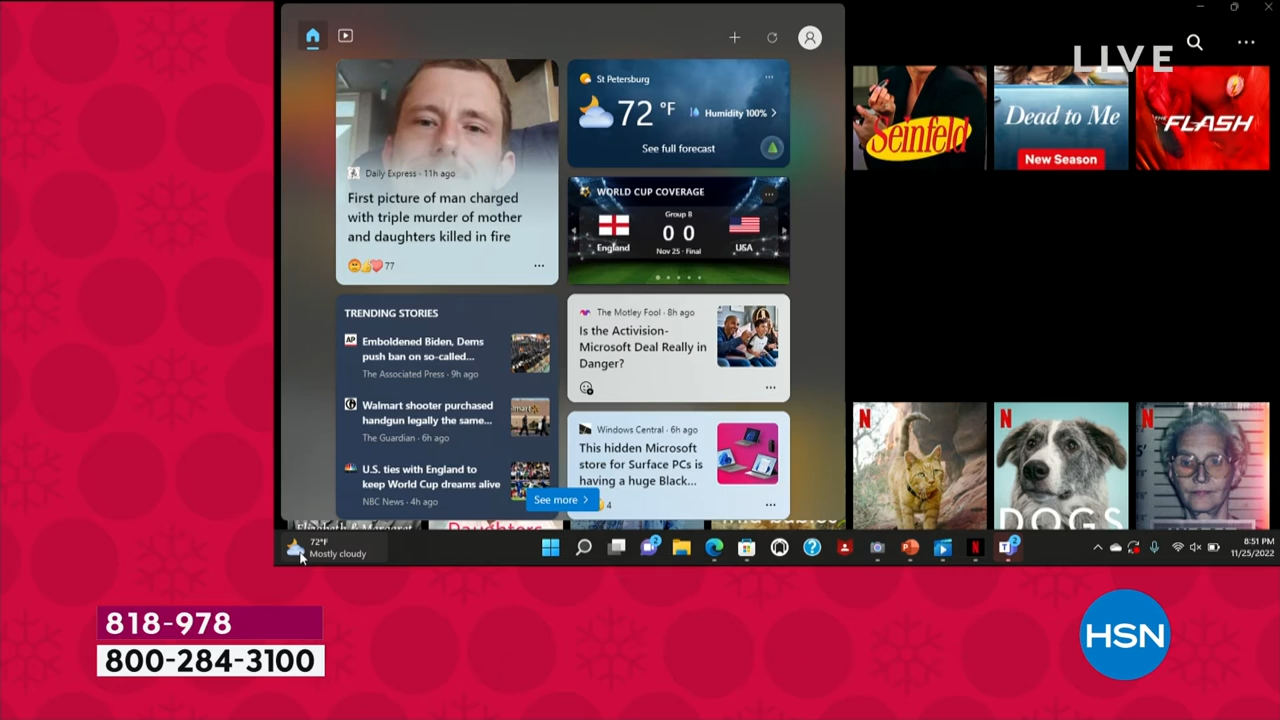 LIVE
Daily Express · 11h ago
First picture of man charged
with triple murder of mother
and daughters killed in fire
77
St Petersburg
72 °F
Humidity 100%
See full forecast
WORLD CUP COVERAGE
Group B
England
0 0
USA
Nov 25 · Final
TRENDING STORIES
AP
Emboldened Biden, Dems
push ban on so-called...
The Associated Press · 9h ago
Walmart shooter purchased
handgun legally the same...
The Guardian · 6h ago
U.S. ties with England to
keep World Cup dreams alive
NBC News · 4h ago
The Motley Fool · 8h ago
Is the Activision-
Microsoft Deal Really in
Danger?
Windows Central · 6h ago
This hidden Microsoft
store for Surface PCs is
having a huge Black...
4
See more
Seinfeld
Dead to Me
New Season
THE
FLASH
N
N
DOGS
N
Elizabeth & Margaret
Daughters
72°F
Mostly cloudy
2
2
8:51 PM
11/25/2022
818-978
800-284-3100
HSN